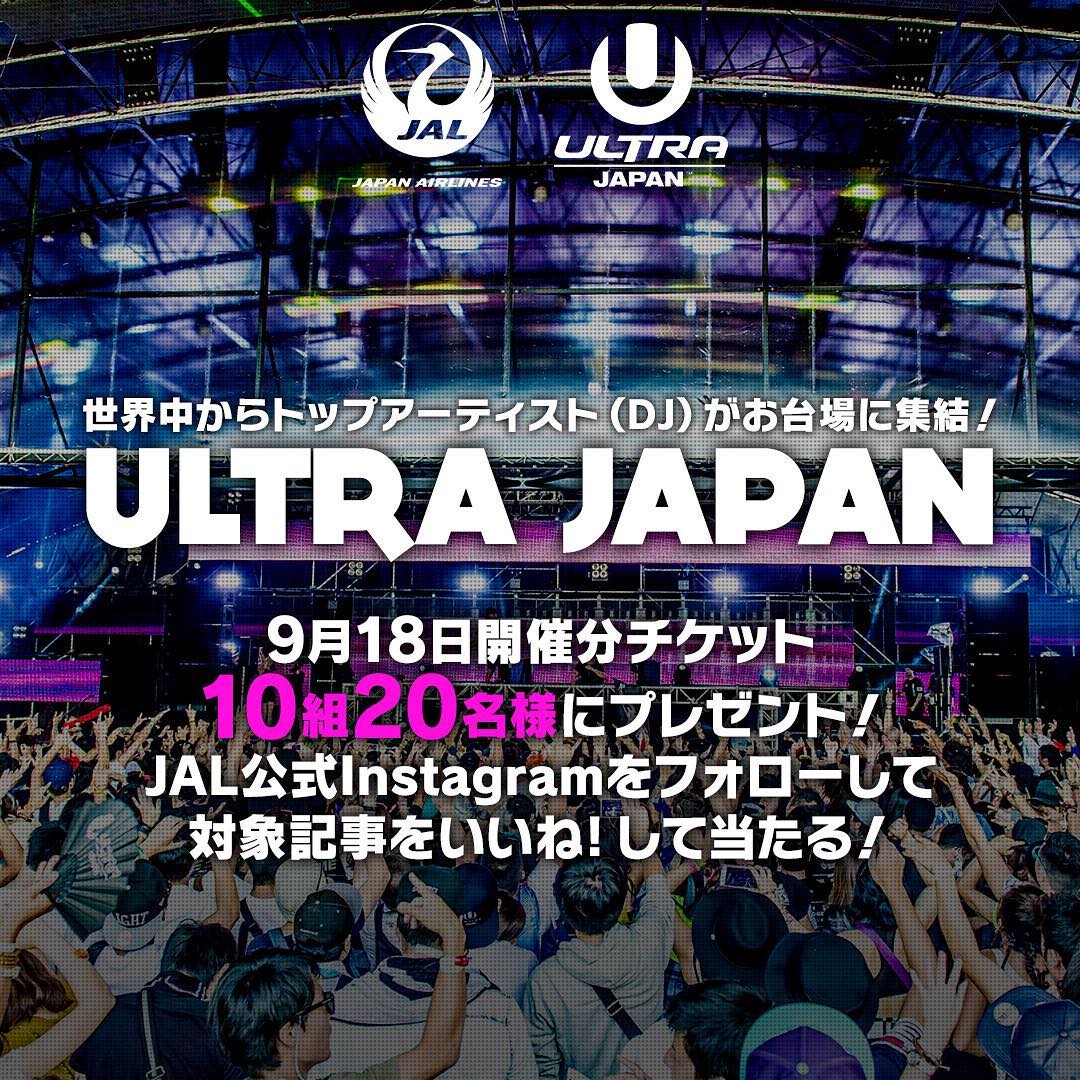 JAL
JAPAN AIRLINES
ULTRA
JAPAN
世界中からトップアーティスト(DJ)がお台場に集結!
ULTRA JAPAN
9月18日開催分チケット
10組20名様にプレゼント!
JAL公式Instagramをフォローして
対象記事をいいね!して当たる!